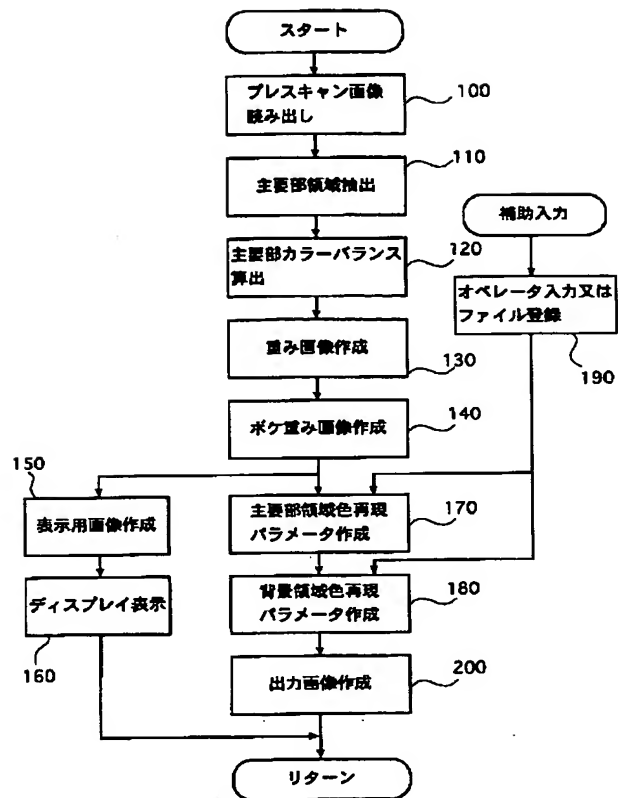 スタート
プレスキャン画像
読み出し
100
主要部領域抽出
110
主要部カラーバランス
算出
120
重み画像作成
130
ボケ重み画像作成
140
補助入力
オペレータ入力又は
ファイル登録
190
150
表示用画像作成
ディスプレイ表示
160
主要部領域色再現
パラメータ作成
170
背景領域色再現
パラメータ作成
180
出力画像作成
200
リターン